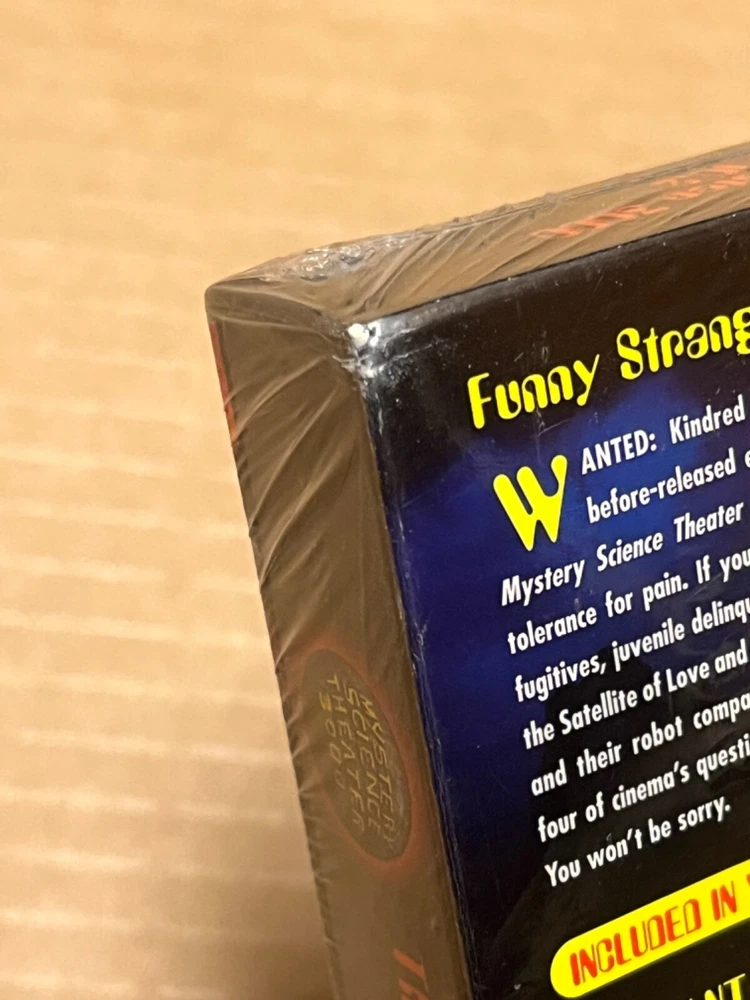 Funny Strang
WANTED: Kindred
before-released e
Mystery Science Theater
tolerance for pain. If you
fugitives, juvenile delinqu
the Satellite of Love and
and their robot compa
four of cinema's questi
You won't be sorry.
INCLUDED IN
ANT
MYSTERY
SCIENCE
THEATER
3000